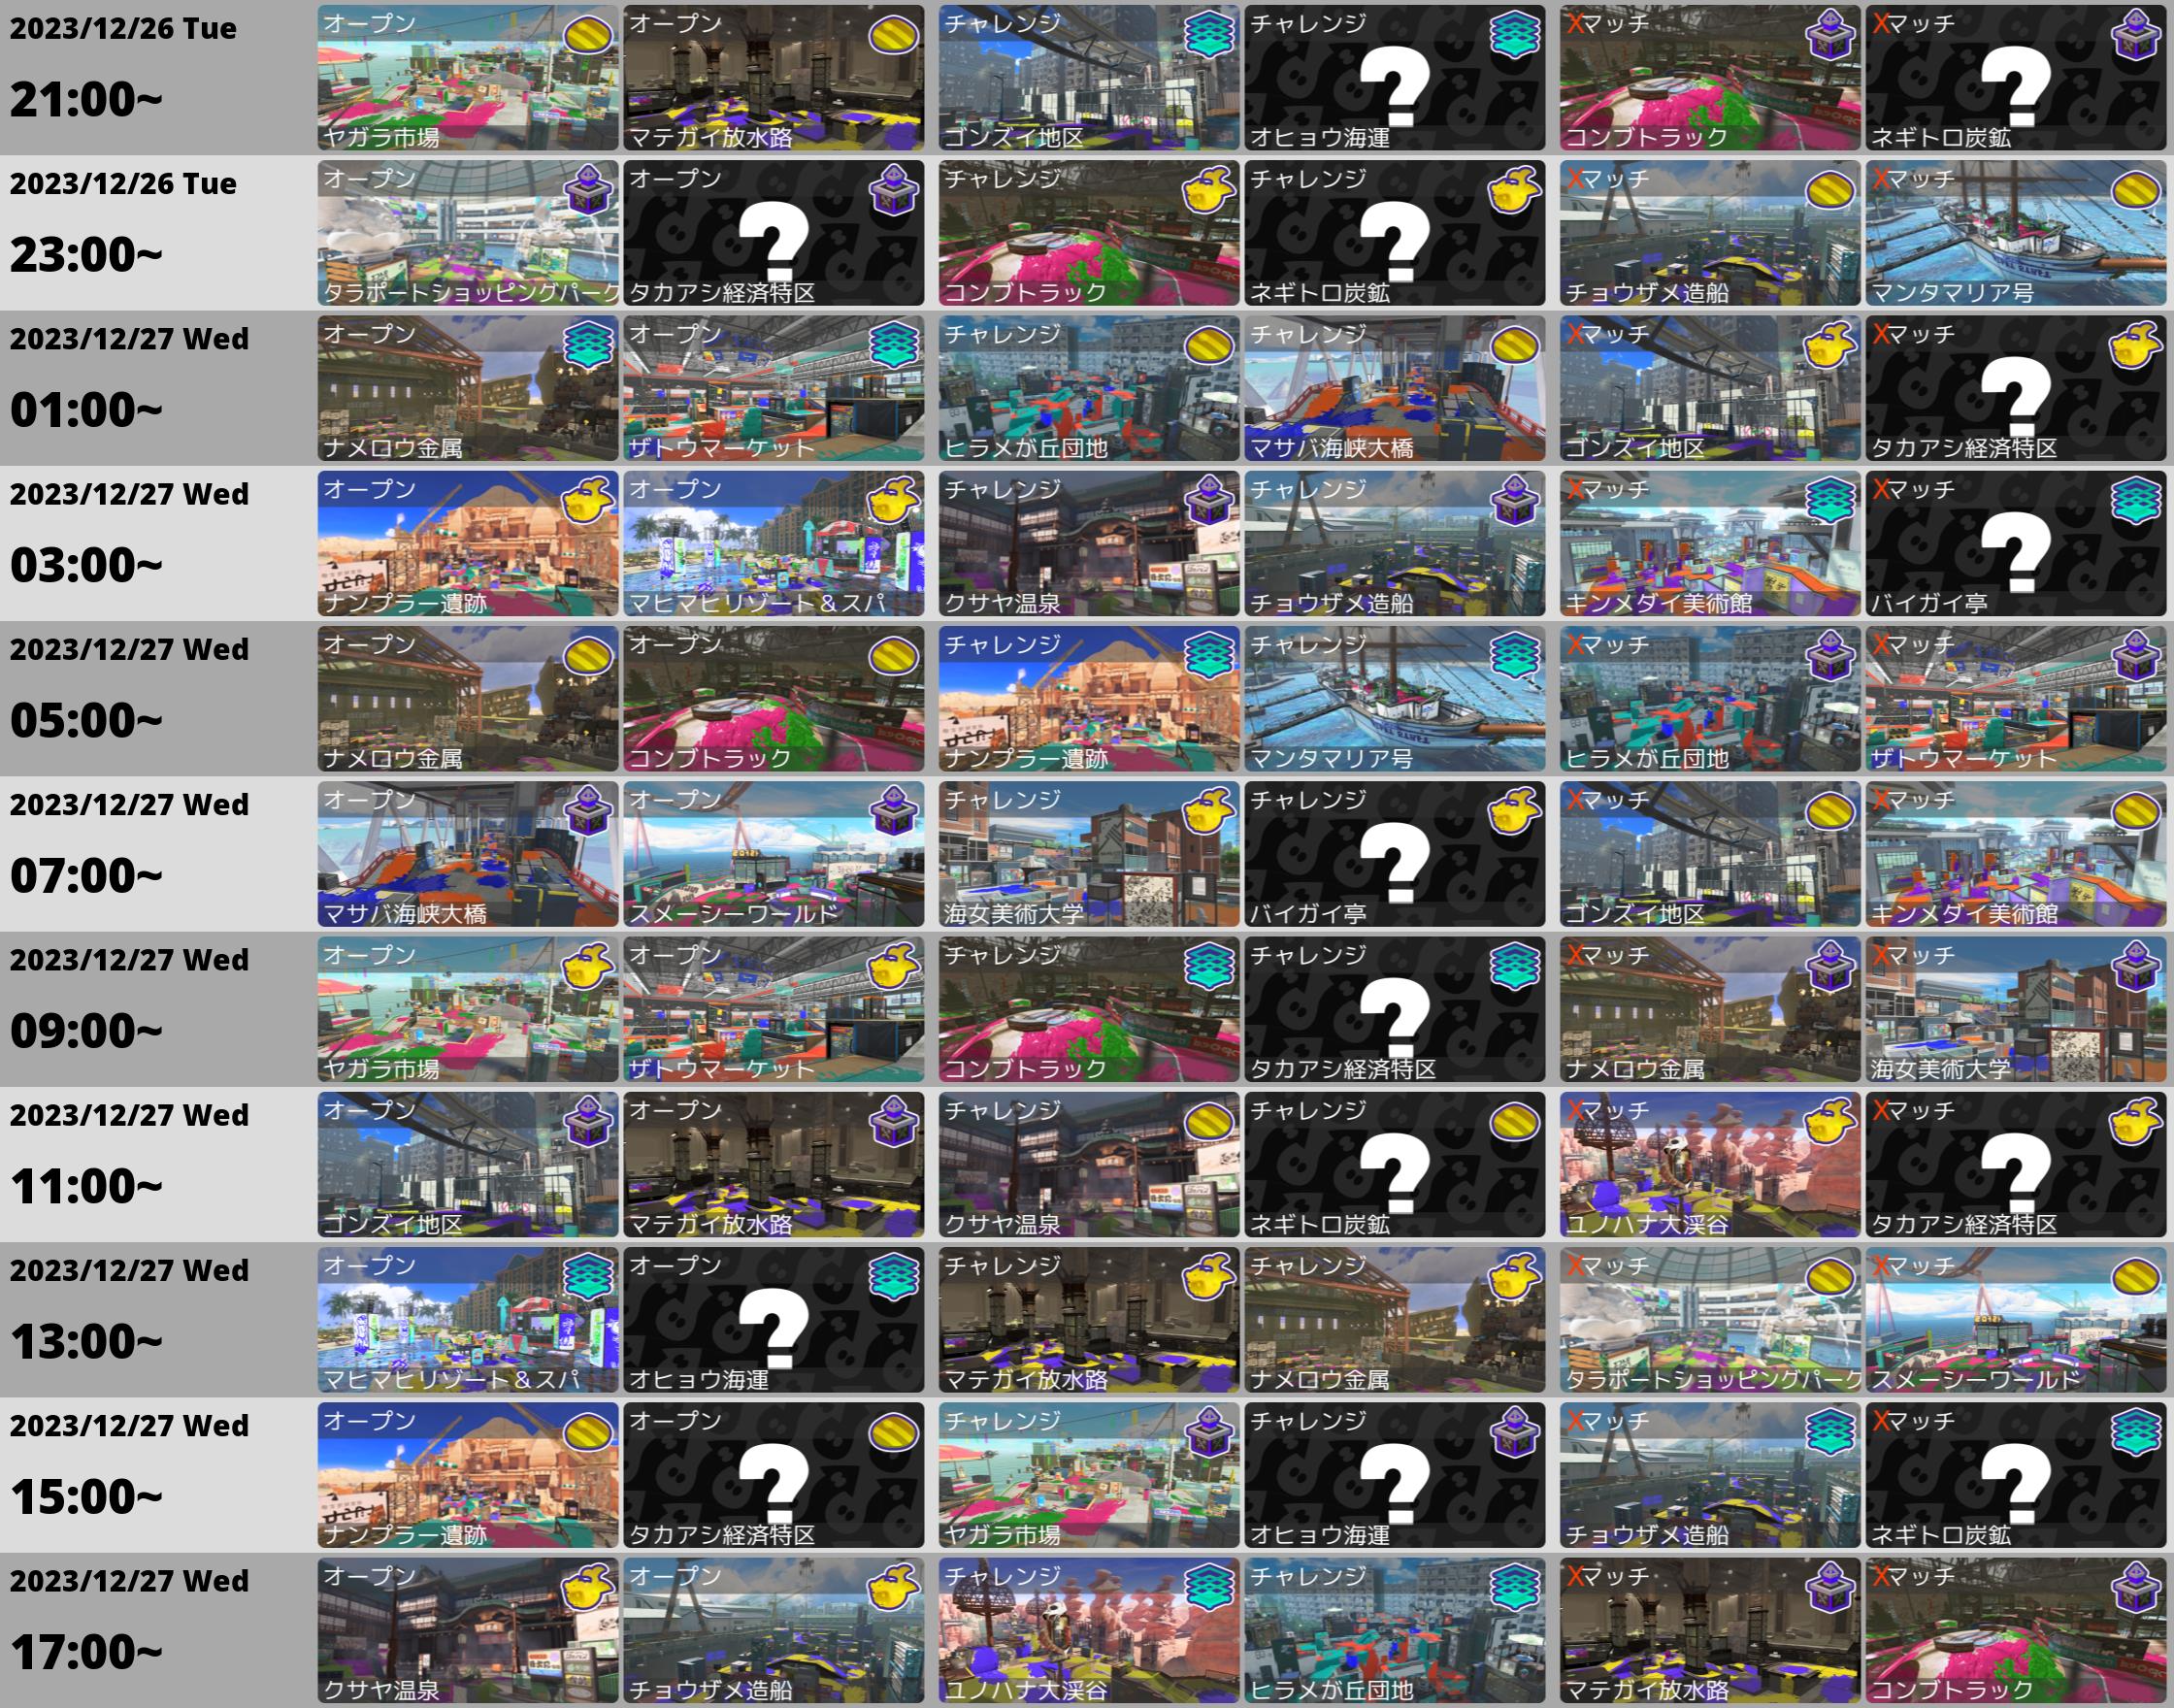 2023/12/26 Tue
21:00~
オープン
ヤガラ市場
オープン
マテガイ放水路
チャレンジ
ゴンズイ地区
チャレンジ
オヒョウ海運
Xマッチ
コンブトラック
Xマッチ
ネギトロ炭鉱
2023/12/26 Tue
23:00~
オープン
タラポートショッピングパーク
オープン
タカアシ経済特区
チャレンジ
コンブトラック
チャレンジ
ネギトロ炭鉱
Xマッチ
チョウザメ造船
Xマッチ
マンタマリア号
2023/12/27 Wed
01:00~
オープン
ナメロウ金属
オープン
ザトウマーケット
チャレンジ
ヒラメが丘団地
チャレンジ
マサバ海峡大橋
Xマッチ
ゴンズイ地区
Xマッチ
タカアシ経済特区
2023/12/27 Wed
03:00~
オープン
ナンプラー遺跡
オープン
マヒマヒリゾート＆スパ
チャレンジ
クサヤ温泉
チャレンジ
チョウザメ造船
Xマッチ
キンメダイ美術館
Xマッチ
バイガイ亭
2023/12/27 Wed
05:00~
オープン
ナメロウ金属
オープン
コンブトラック
チャレンジ
ナンプラー遺跡
チャレンジ
マンタマリア号
Xマッチ
ヒラメが丘団地
Xマッチ
ザトウマーケット
2023/12/27 Wed
07:00~
オープン
マサバ海峡大橋
オープン
スメーシーワールド
チャレンジ
海女美術大学
チャレンジ
バイガイ亭
Xマッチ
ゴンズイ地区
Xマッチ
キンメダイ美術館
2023/12/27 Wed
09:00~
オープン
ヤガラ市場
オープン
ザトウマーケット
チャレンジ
コンブトラック
チャレンジ
タカアシ経済特区
Xマッチ
ナメロウ金属
Xマッチ
海女美術大学
2023/12/27 Wed
11:00~
オープン
ゴンズイ地区
オープン
マテガイ放水路
チャレンジ
クサヤ温泉
チャレンジ
ネギトロ炭鉱
Xマッチ
ユノハナ大渓谷
Xマッチ
タカアシ経済特区
2023/12/27 Wed
13:00~
オープン
マヒマヒリゾート＆スパ
オープン
オヒョウ海運
チャレンジ
マテガイ放水路
チャレンジ
ナメロウ金属
Xマッチ
タラポートショッピングパーク
Xマッチ
スメーシーワールド
2023/12/27 Wed
15:00~
オープン
ナンプラー遺跡
オープン
タカアシ経済特区
チャレンジ
ヤガラ市場
チャレンジ
オヒョウ海運
Xマッチ
チョウザメ造船
Xマッチ
ネギトロ炭鉱
2023/12/27 Wed
17:00~
オープン
クサヤ温泉
オープン
チョウザメ造船
チャレンジ
ユノハナ大渓谷
チャレンジ
ヒラメが丘団地
Xマッチ
マテガイ放水路
Xマッチ
コンブトラック